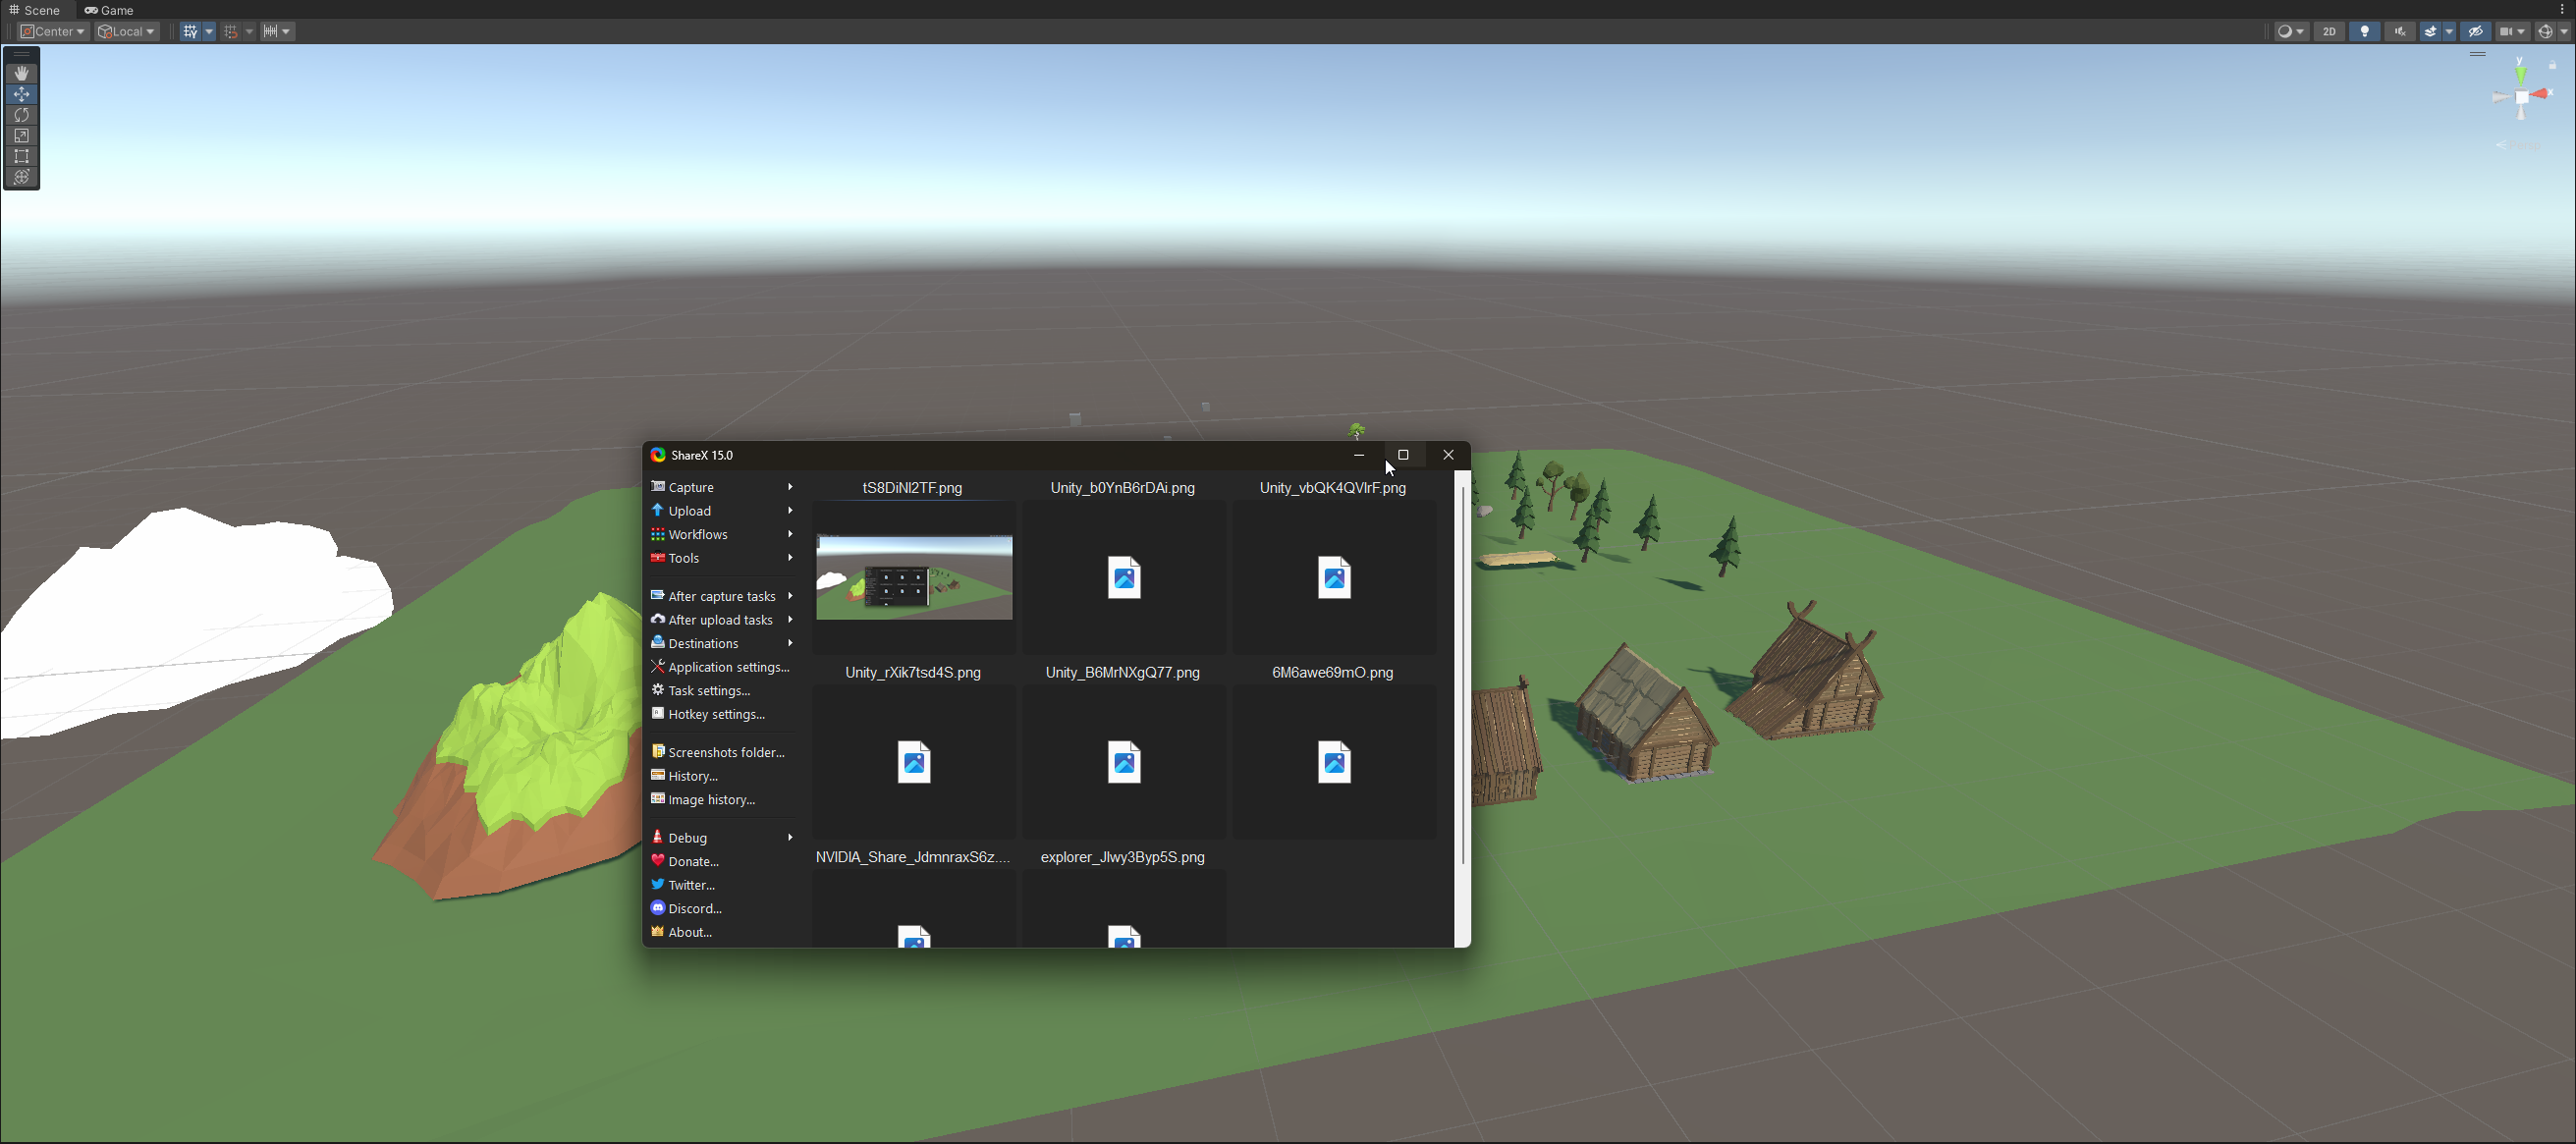 Scene
Game
Center
Local
2D
y
x
Persp
ShareX 15.0
Capture
Upload
Workflows
Tools
After capture tasks
After upload tasks
Destinations
Application settings...
Task settings...
Hotkey settings...
Screenshots folder...
History...
Image history...
Debug
Donate...
Twitter...
Discord...
About...
tS8DiNl2TF.png
Unity_b0YnB6rDAi.png
Unity_vbQK4QVlrF.png
Unity_rXik7tsd4S.png
Unity_B6MrNXgQ77.png
6M6awe69mO.png
NVIDIA_Share_JdmnraxS6z....
explorer_Jlwy3Byp5S.png